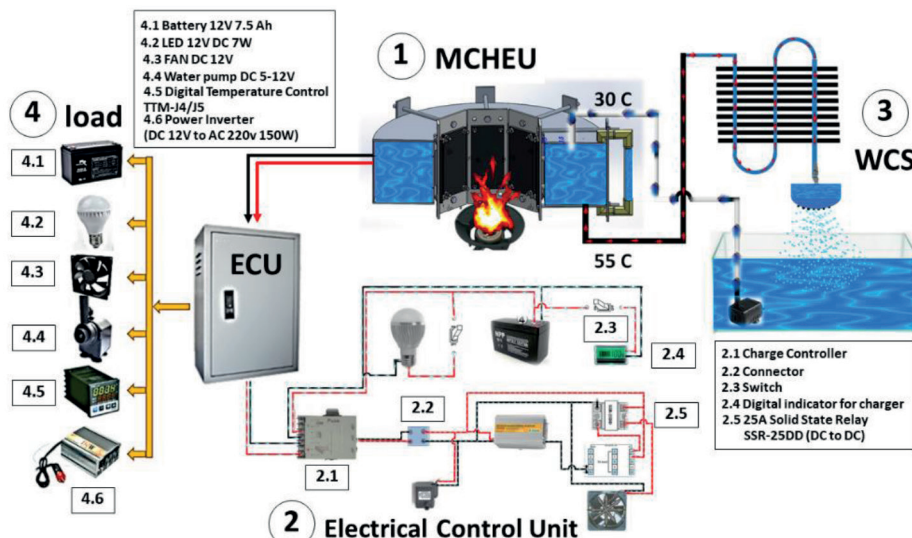 4.1 Battery 12V 7.5 Ah
4.2 LED 12V DC 7W
4.3 FAN DC 12V
4.4 Water pump DC 5-12V
4.5 Digital Temperature Control
TTM-J4/J5
4.6 Power Inverter
(DC 12V to AC 220v 150W)
1 MCHEU
30 C
55 C
3
WCS
4 load
4.1
4.2
4.3
4.4
4.5
4.6
ECU
2.3
2.4
2.2
2.5
2.1
2 Electrical Control Unit
2.1 Charge Controller
2.2 Connector
2.3 Switch
2.4 Digital indicator for charger
2.5 25A Solid State Relay
SSR-25DD (DC to DC)